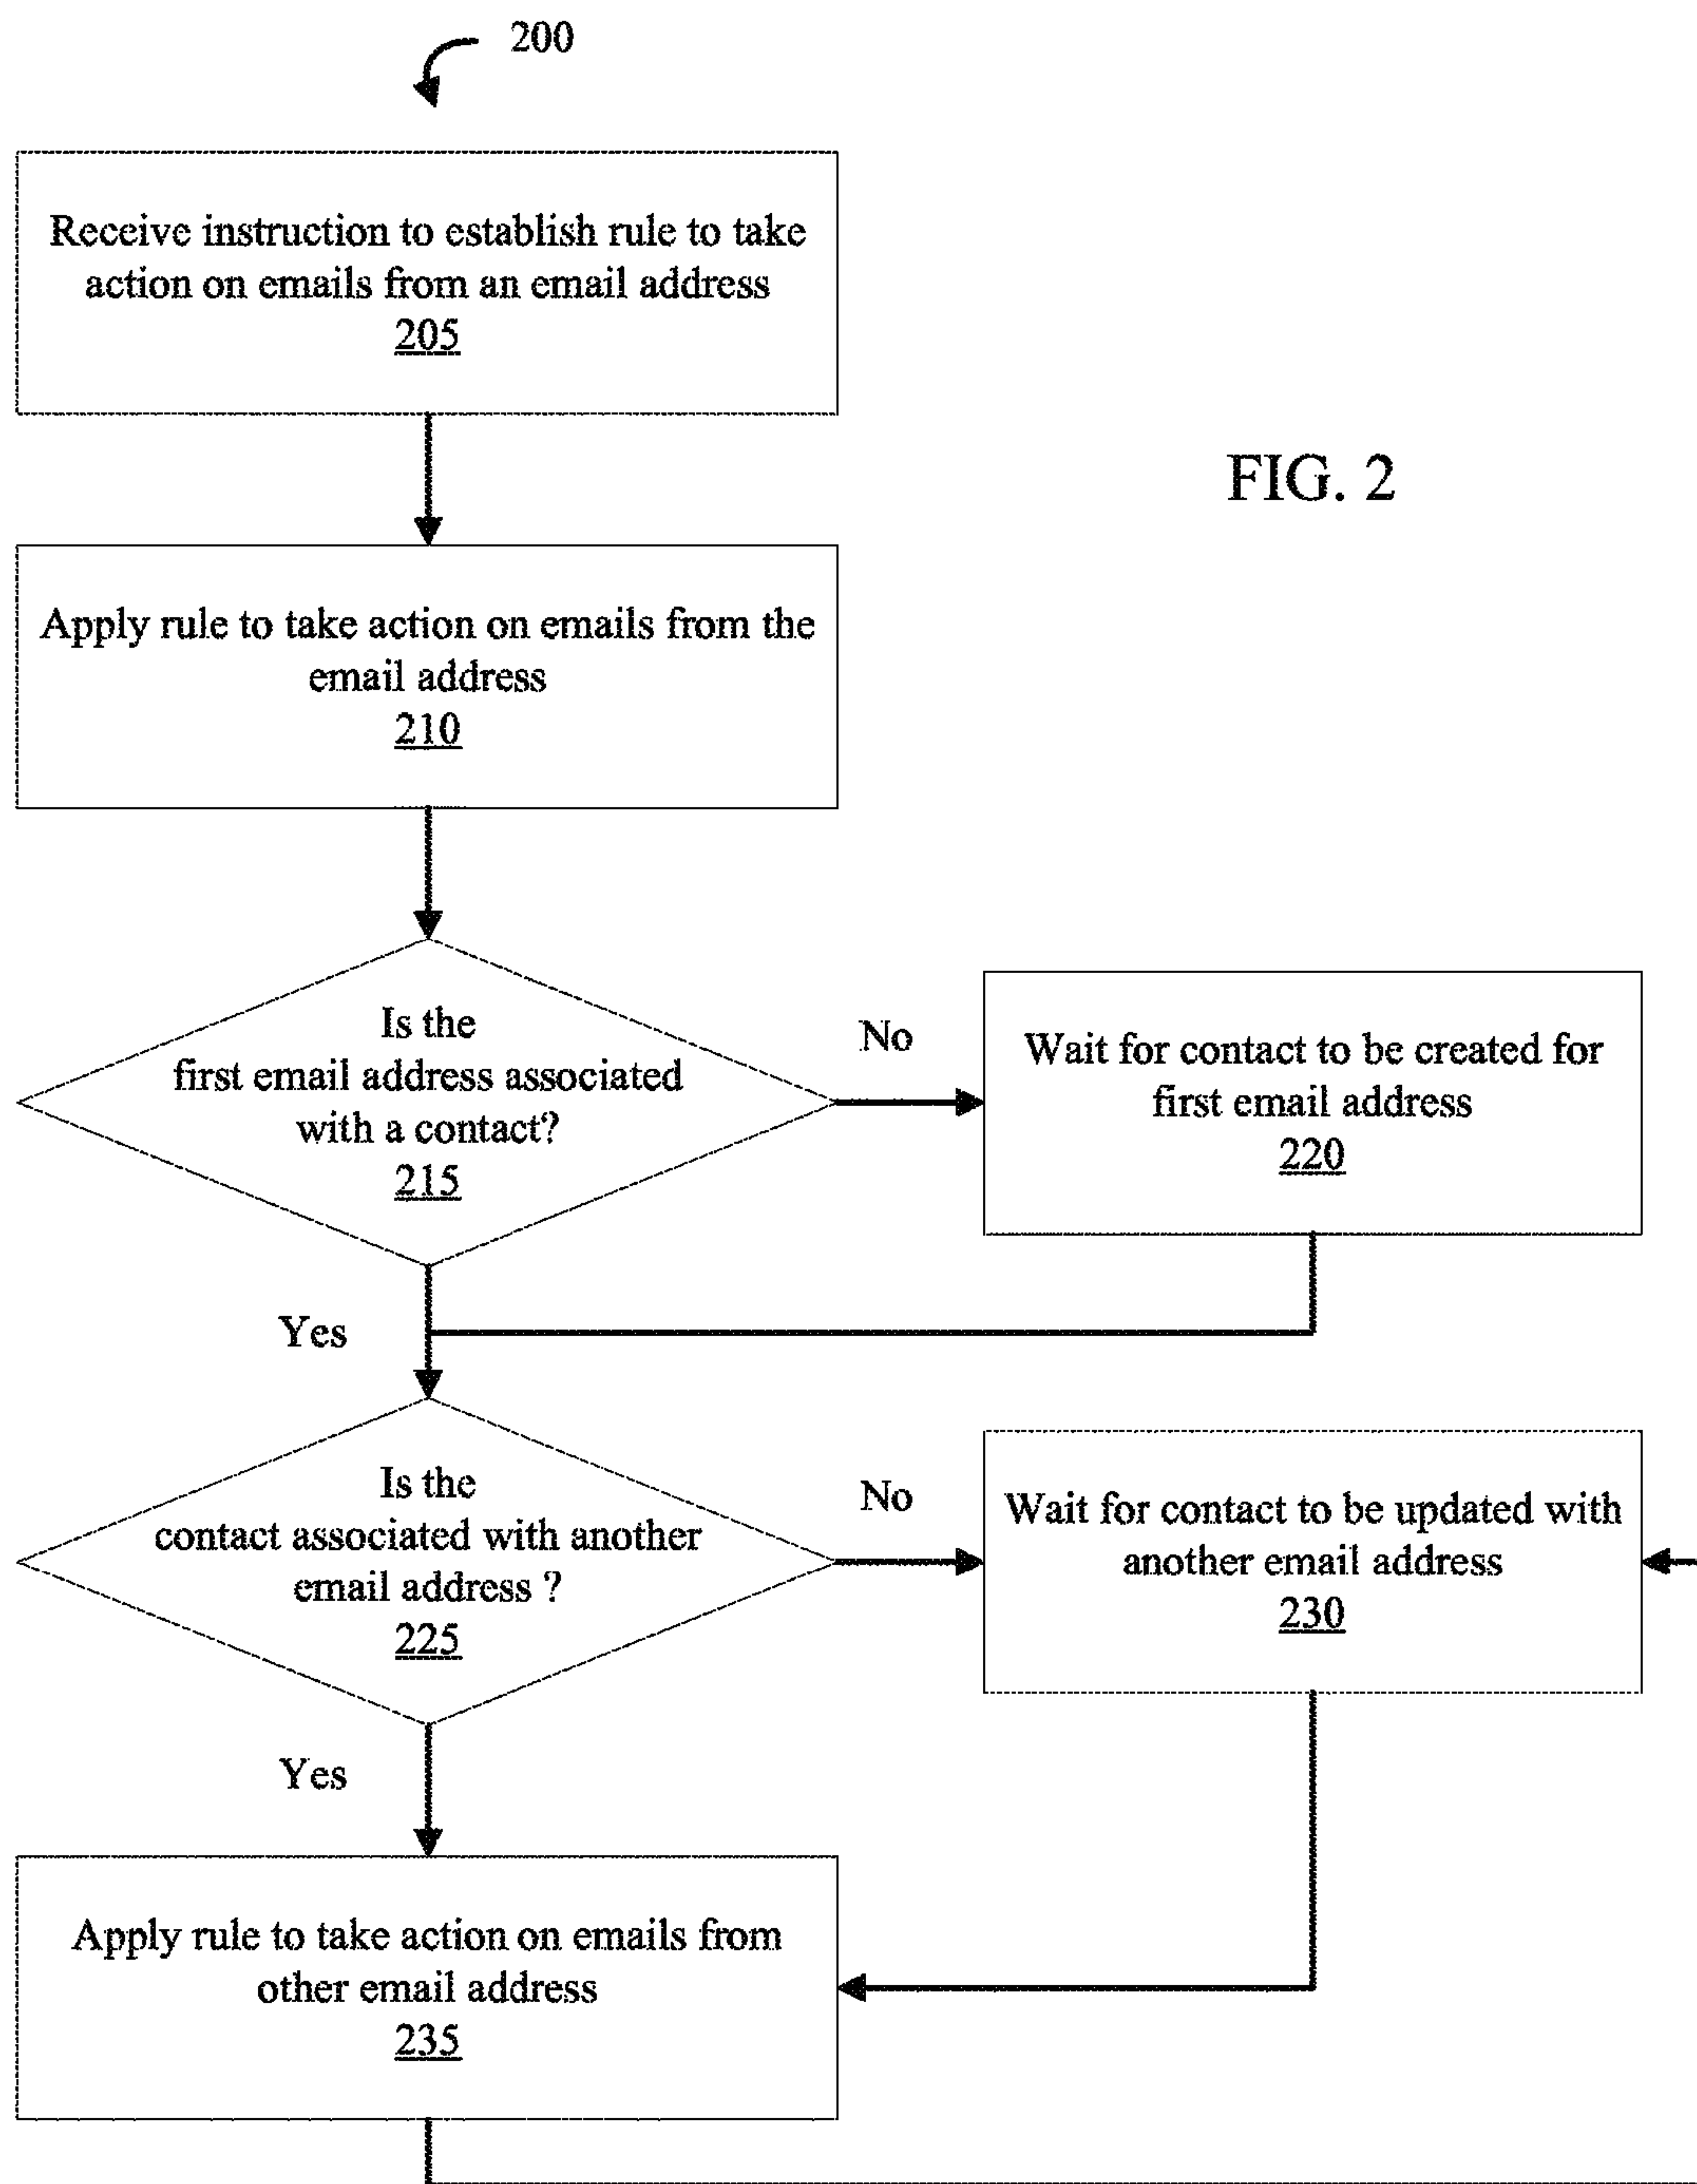 200
Receive instruction to establish rule to take
action on emails from an email address
205
FIG. 2
Apply rule to take action on emails from the
email address
210
Is the
first email address associated
with a contact?
215
No
Wait for contact to be created for
first email address
220
Yes
Is the
contact associated with another
email address ?
225
No
Wait for contact to be updated with
another email address
230
Yes
Apply rule to take action on emails from
other email address
235